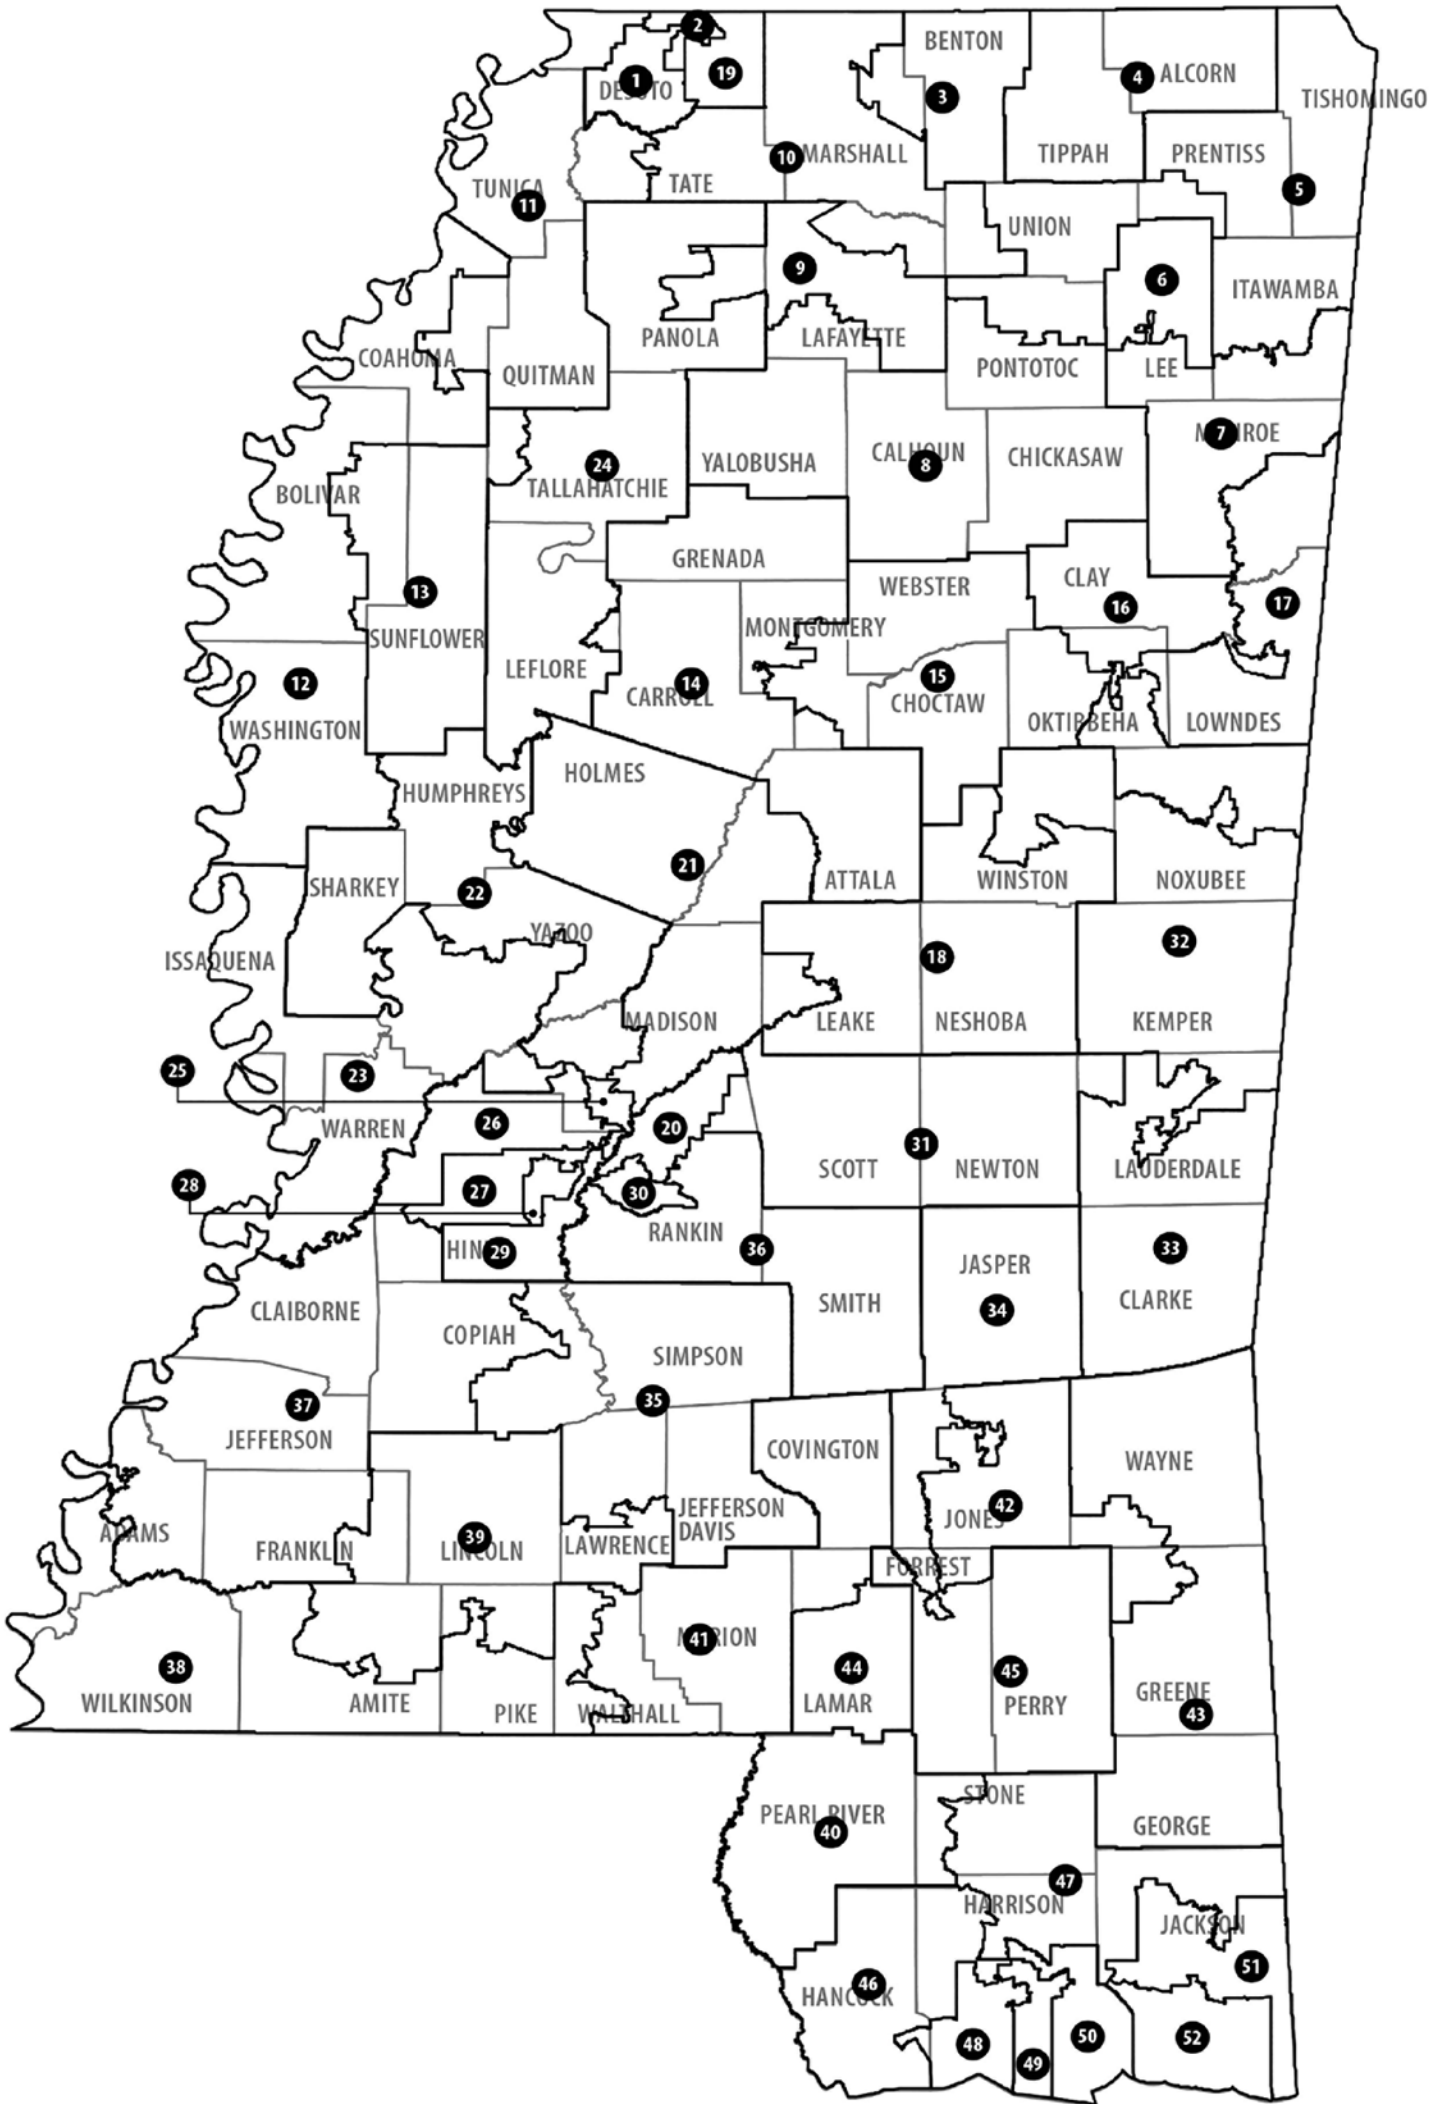 2
BENTON
1
19
4
ALCORN
DESOTO
3
TISHOMINGO
10
MARSHALL
TIPPAH
PRENTISS
TUNICA
TATE
5
11
UNION
9
6
ITAWAMBA
PANOLA
LAFAYETTE
COAHOMA
QUITMAN
PONTOTOC
LEE
7
MONROE
24
YALOBUSHA
CALHOUN
8
CHICKASAW
TALLAHATCHIE
BOLIVAR
GRENADA
WEBSTER
CLAY
13
16
17
MONTGOMERY
SUNFLOWER
LEFLORE
12
14
CARROLL
15
CHOCTAW
WASHINGTON
OKTIBBEHA
LOWNDES
HOLMES
HUMPHREYS
21
SHARKEY
22
ATTALA
WINSTON
NOXUBEE
YAZOO
32
ISSAQUENA
18
MADISON
LEAKE
NESHOBA
KEMPER
25
23
WARREN
26
20
31
SCOTT
NEWTON
LAUDERDALE
28
27
30
RANKIN
HINDS
29
36
33
JASPER
CLAIBORNE
SMITH
34
CLARKE
COPIAH
SIMPSON
37
35
JEFFERSON
COVINGTON
WAYNE
JEFFERSON
DAVIS
42
JONES
ADAMS
FRANKLIN
39
LINCOLN
LAWRENCE
FORREST
41
MARION
38
44
45
WILKINSON
AMITE
PIKE
WALTHALL
LAMAR
PERRY
GREENE
43
STONE
PEARL RIVER
40
GEORGE
47
HARRISON
JACKSON
51
46
HANCOCK
48
49
50
52